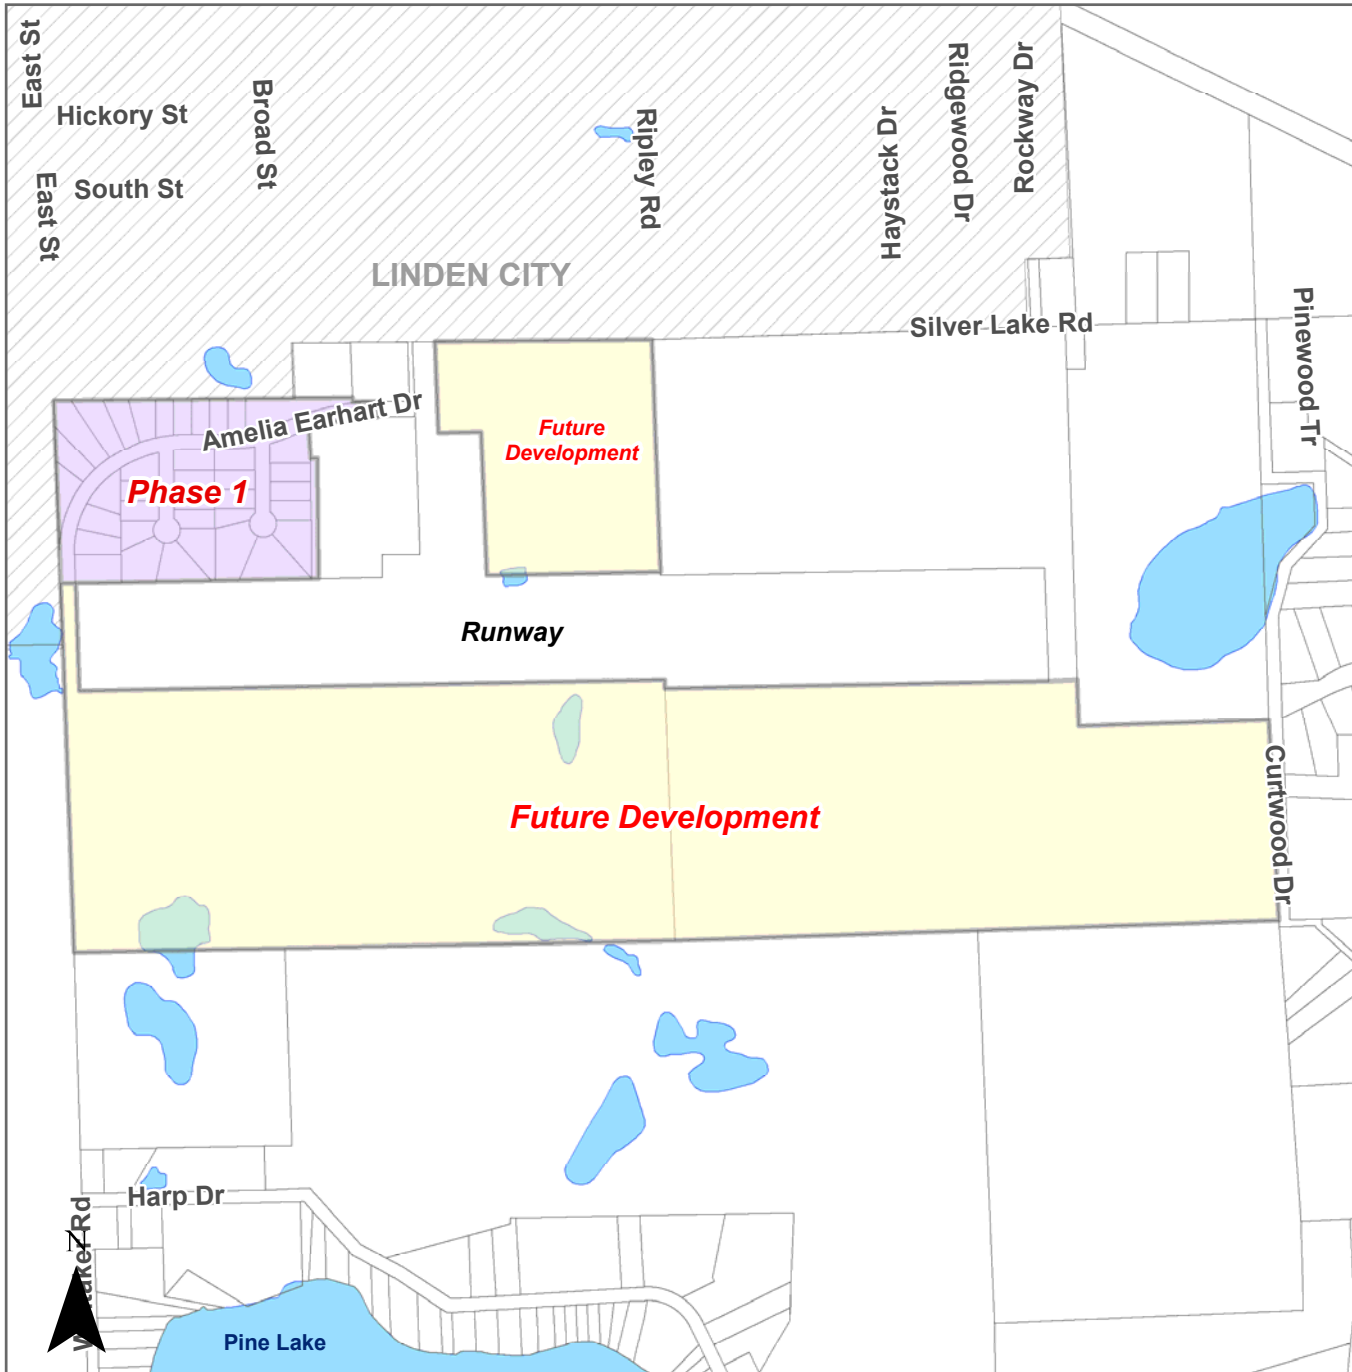 East St
Hickory St
Broad St
Ripley Rd
Haystack Dr
Ridgewood Dr
Rockway Dr
East St
South St
LINDEN CITY
Silver Lake Rd
Pinewood Tr
Amelia Earhart Dr
Future
Development
Phase 1
Runway
Future Development
Curtwood Dr
Harp Dr
Rd
N
Pine Lake